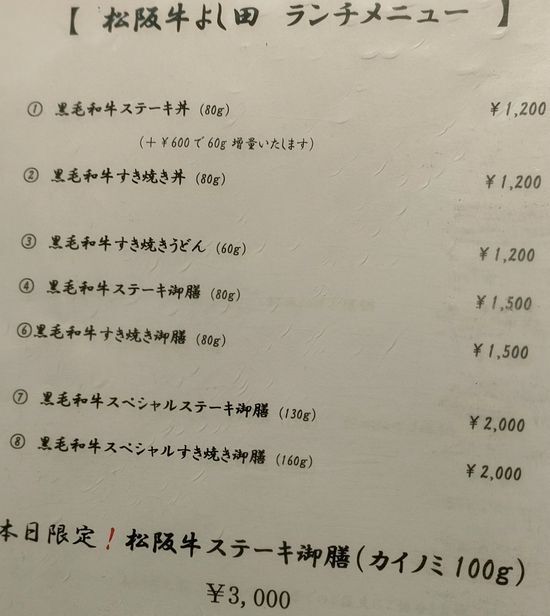 【 松阪牛よし田 ランチメニュー 】
① 黒毛和牛ステーキ丼 (80g) ¥1,200
(+¥600で60g増量いたします)
② 黒毛和牛すき焼き丼 (80g) ¥1,200
③ 黒毛和牛すき焼きうどん (60g) ¥1,200
④ 黒毛和牛ステーキ御膳 (80g) ¥1,500
⑥黒毛和牛すき焼き御膳 (80g) ¥1,500
⑦ 黒毛和牛スペシャルステーキ御膳 (130g) ¥2,000
⑧ 黒毛和牛スペシャルすき焼き御膳 (160g) ¥2,000
本日限定！松阪牛ステーキ御膳(カイノミ100g)
¥3,000